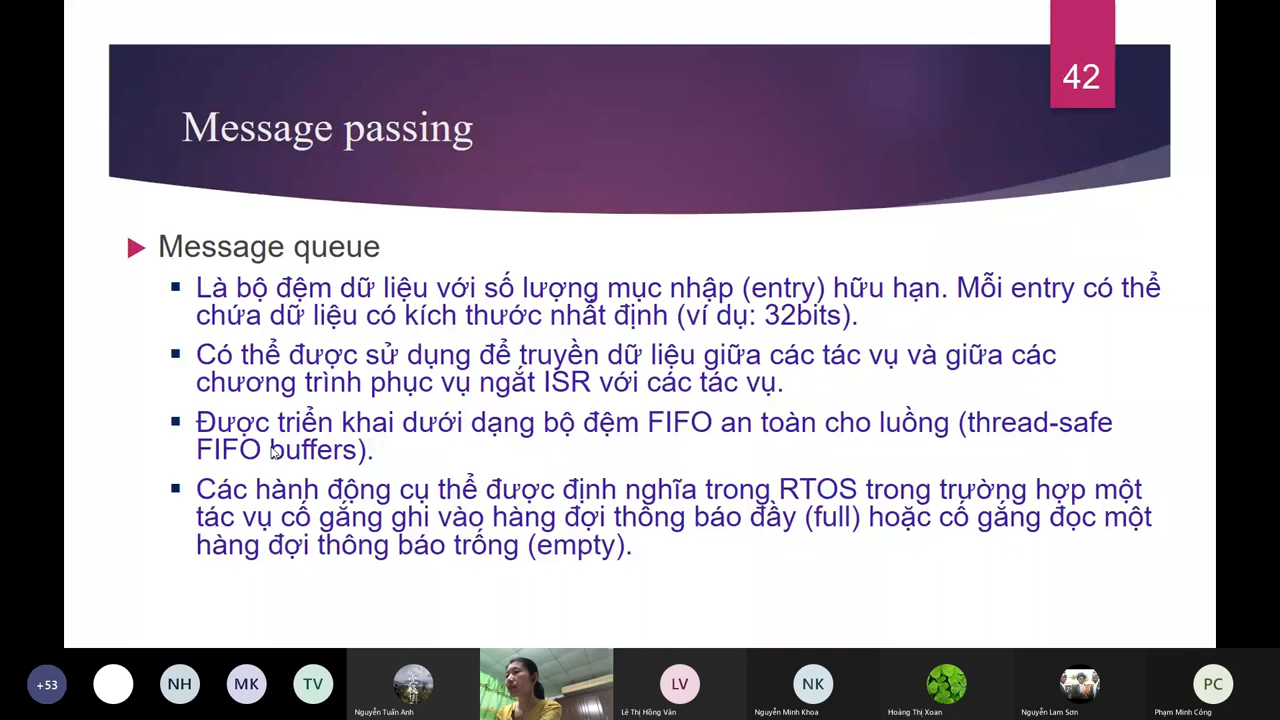 42
Message passing
Message queue
Là bộ đệm dữ liệu với số lượng mục nhập (entry) hữu hạn. Mỗi entry có thể
chứa dữ liệu có kích thước nhất định (ví dụ: 32bits).
Có thể được sử dụng để truyền dữ liệu giữa các tác vụ và giữa các
chương trình phục vụ ngắt ISR với các tác vụ.
Được triển khai dưới dạng bộ đệm FIFO an toàn cho luồng (thread-safe
FIFO buffers).
Các hành động cụ thể được định nghĩa trong RTOS trong trường hợp một
tác vụ cố gắng ghi vào hàng đợi thông báo đầy (full) hoặc cố gắng đọc một
hàng đợi thông báo trống (empty).
+53
NH
MK
TV
LV
NK
PC
Nguyễn Tuấn Anh
Lê Thị Hồng Vân
Nguyễn Minh Khoa
Hoàng Thị Xoan
Nguyễn Lam Sơn
Phạm Minh Công